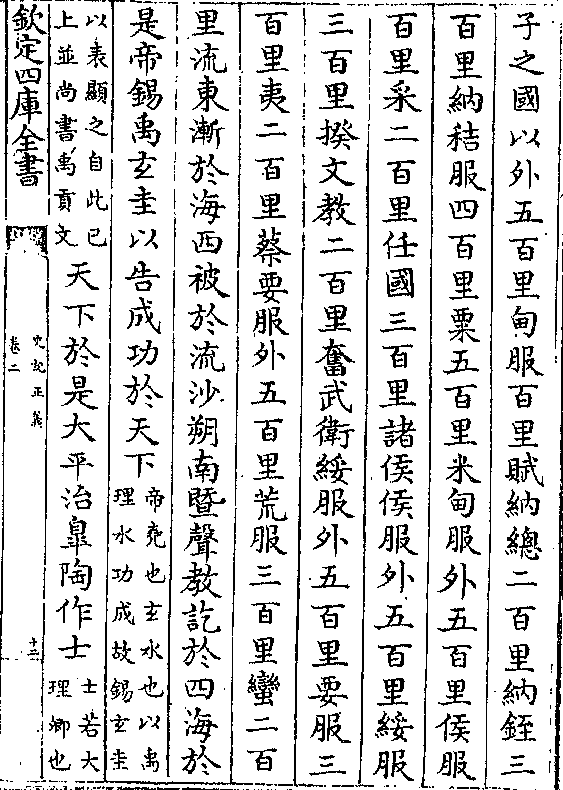 子之國以外五百里甸服百里賦納總二百里納銍三
百里納秸服四百里粟五百里米甸服外五百里侯服
百里采二百里任國三百里諸侯侯服外五百里綏服
三百里揆文教二百里奮武衛綏服外五百里要服三
百里夷二百里蔡要服外五百里荒服三百里蠻二百
里流東漸於海西被於流沙朔南暨聲教訖於四海於
是帝錫禹玄圭以告成功於天下帝堯也玄水也以禹
理水功成故錫玄圭
以表顯之自此已
上並尚書禹貢文天下於是大平治臯陶作士士若大
理卿也
欽定四庫全書
史記正義
卷二